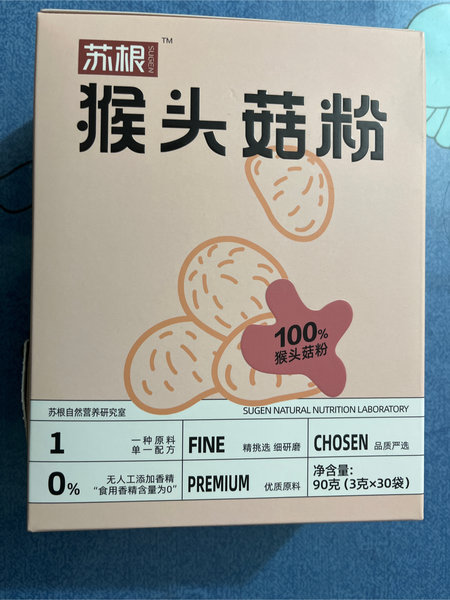 苏根 SUGEN ™
猴头菇粉
100%
猴头菇粉
苏根自然营养研究室
SUGEN NATURAL NUTRITION LABORATORY
1
一种原料
单一配方
FINE 精挑选 细研磨
CHOSEN 品质严选
0%
无人工添加香精
“食用香精含量为0”
PREMIUM 优质原料
净含量：
90克 (3克×30袋)